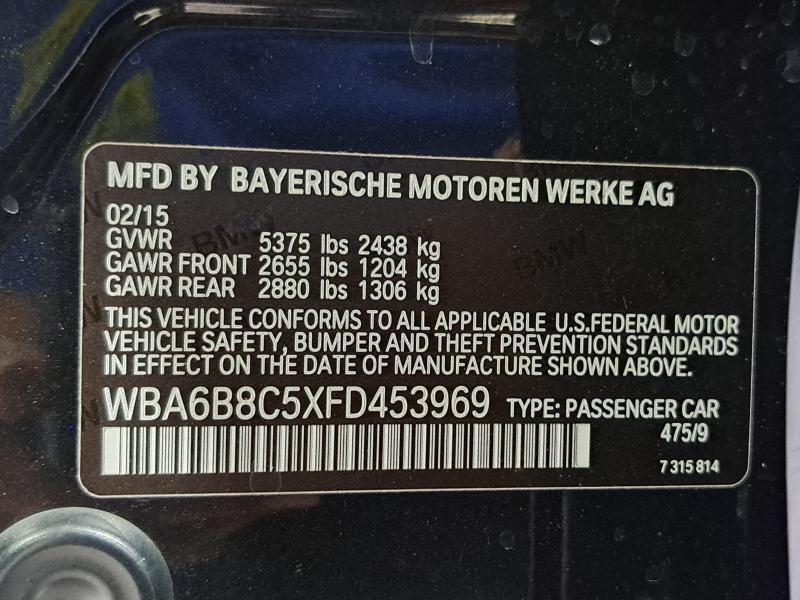 MFD BY BAYERISCHE MOTOREN WERKE AG
02/15
GVWR 5375 lbs 2438 kg
GAWR FRONT 2655 lbs 1204 kg
GAWR REAR 2880 lbs 1306 kg
THIS VEHICLE CONFORMS TO ALL APPLICABLE U.S.FEDERAL MOTOR
VEHICLE SAFETY, BUMPER AND THEFT PREVENTION STANDARDS
IN EFFECT ON THE DATE OF MANUFACTURE SHOWN ABOVE.
WBA6B8C5XFD453969 TYPE: PASSENGER CAR
475/9
7 315 814